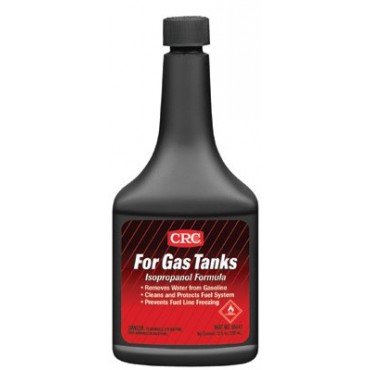 CRC
For Gas Tanks
Isopropanol Formula
• Removes Water from Gasoline
• Cleans and Protects Fuel System
• Prevents Fuel Line Freezing